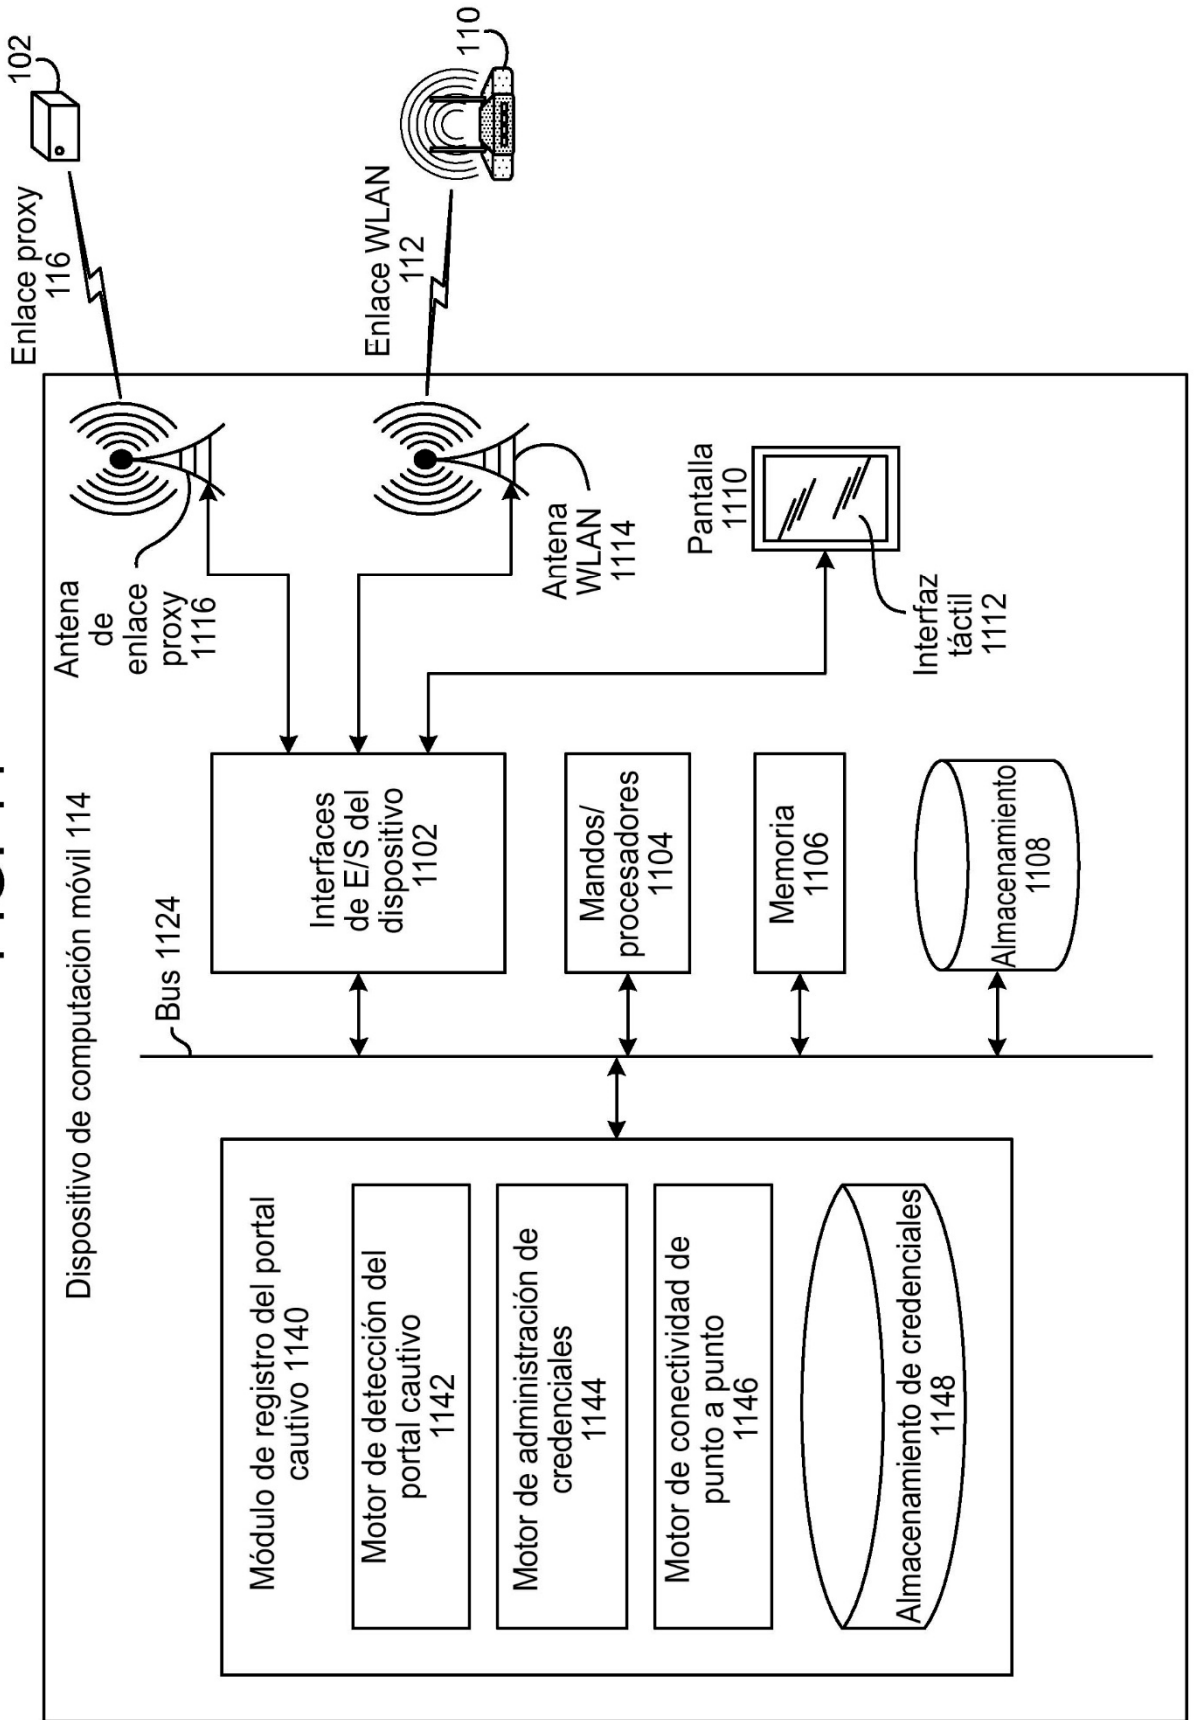 Dispositivo de computación móvil 114
Módulo de registro del portal
cautivo 1140
Motor de detección del
portal cautivo
1142
Motor de administración de
credenciales
1144
Motor de conectividad de
punto a punto
1146
Almacenamiento de credenciales
1148
Bus 1124
Interfaces
de E/S del
dispositivo
1102
Mandos/
procesadores
1104
Memoria
1106
Almacenamiento
1108
Antena
de
enlace
proxy
1116
Antena
WLAN
1114
Pantalla
1110
Interfaz
táctil
1112
Enlace proxy
116
102
Enlace WLAN
112
110